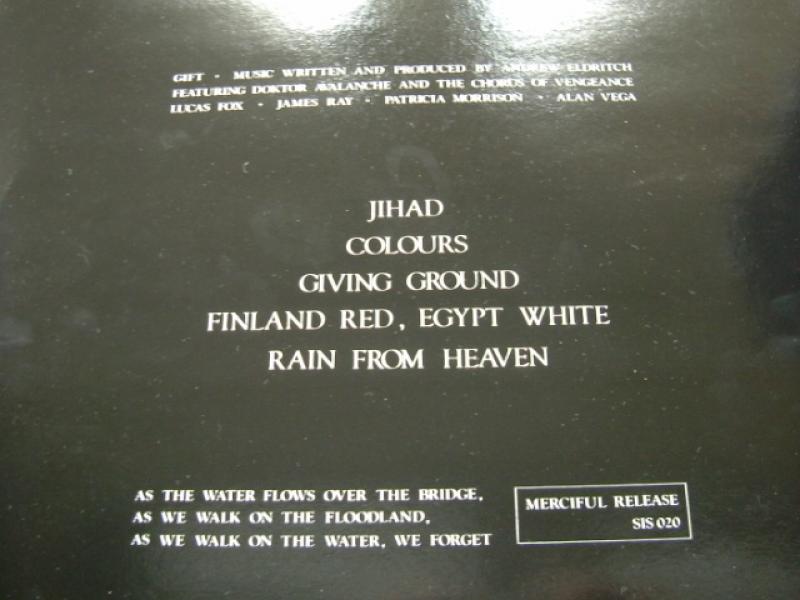 GIFT · MUSIC WRITTEN AND PRODUCED BY ANDREW ELDRITCH
FEATURING DOKTOR AVALANCHE AND THE CHORUS OF VENGEANCE
LUCAS FOX · JAMES RAY · PATRICIA MORRISON · ALAN VEGA
JIHAD
COLOURS
GIVING GROUND
FINLAND RED, EGYPT WHITE
RAIN FROM HEAVEN
AS THE WATER FLOWS OVER THE BRIDGE,
AS WE WALK ON THE FLOODLAND,
AS WE WALK ON THE WATER, WE FORGET
MERCIFUL RELEASE
SIS 020